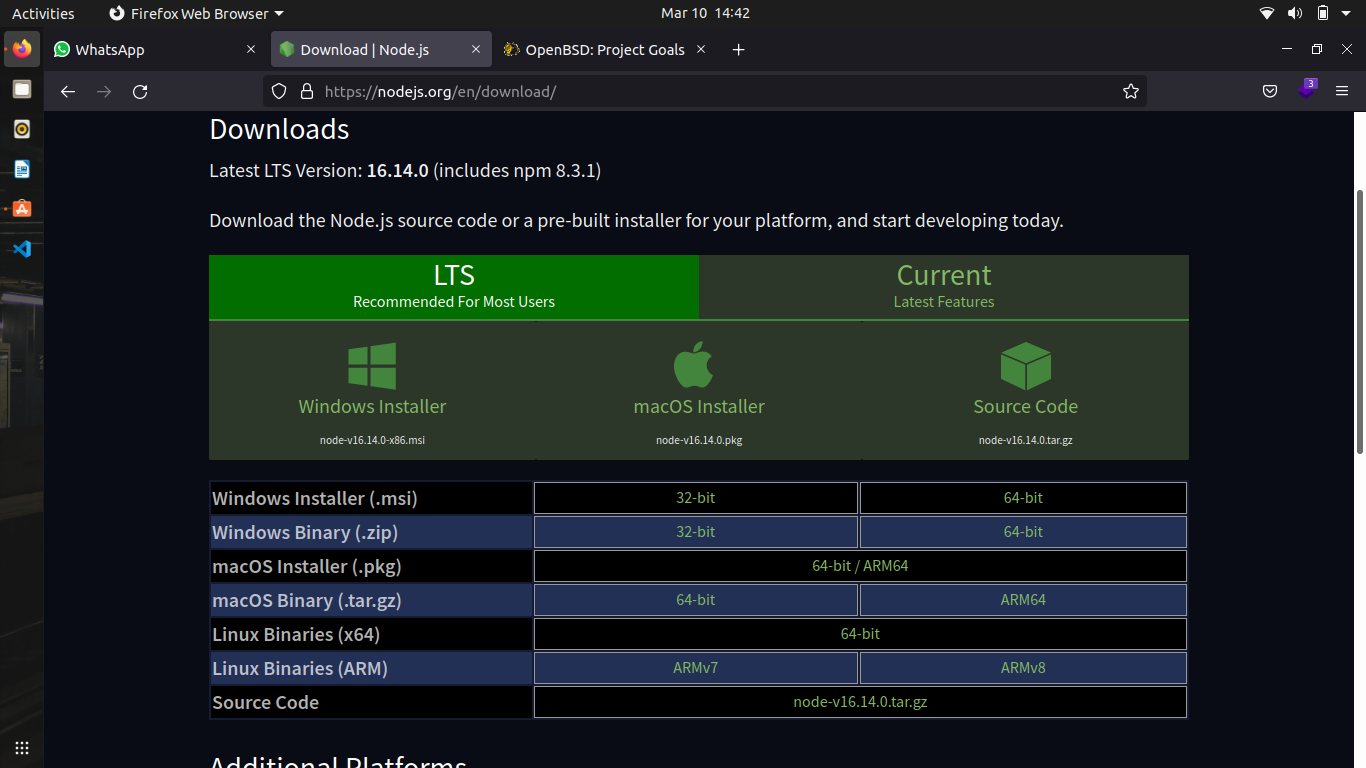 Activities Firefox Web Browser Mar 10 14:42
WhatsApp Download | Node.js OpenBSD: Project Goals
https://nodejs.org/en/download/ 3
Downloads
Latest LTS Version: 16.14.0 (includes npm 8.3.1)
Download the Node.js source code or a pre-built installer for your platform, and start developing today.
LTS
Recommended For Most Users
Current
Latest Features
Windows Installer
node-v16.14.0-x86.msi
macOS Installer
node-v16.14.0.pkg
Source Code
node-v16.14.0.tar.gz
Windows Installer (.msi) 32-bit 64-bit
Windows Binary (.zip) 32-bit 64-bit
macOS Installer (.pkg) 64-bit / ARM64
macOS Binary (.tar.gz) 64-bit ARM64
Linux Binaries (x64) 64-bit
Linux Binaries (ARM) ARMv7 ARMv8
Source Code node-v16.14.0.tar.gz
Additional Platforms